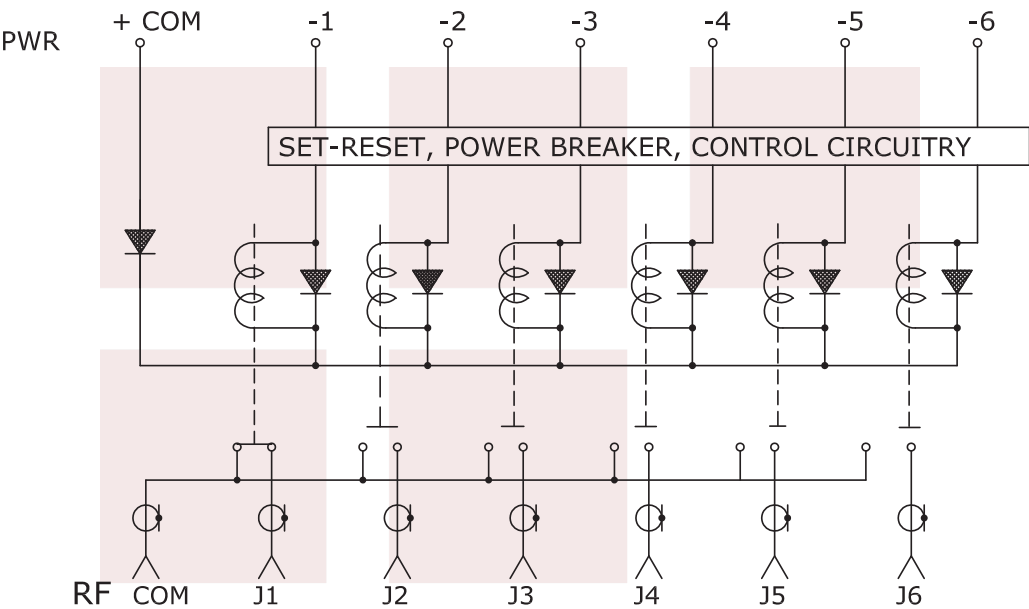 + COM -1 -2 -3 -4 -5 -6
PWR
SET-RESET, POWER BREAKER, CONTROL CIRCUITRY
RF COM J1 J2 J3 J4 J5 J6